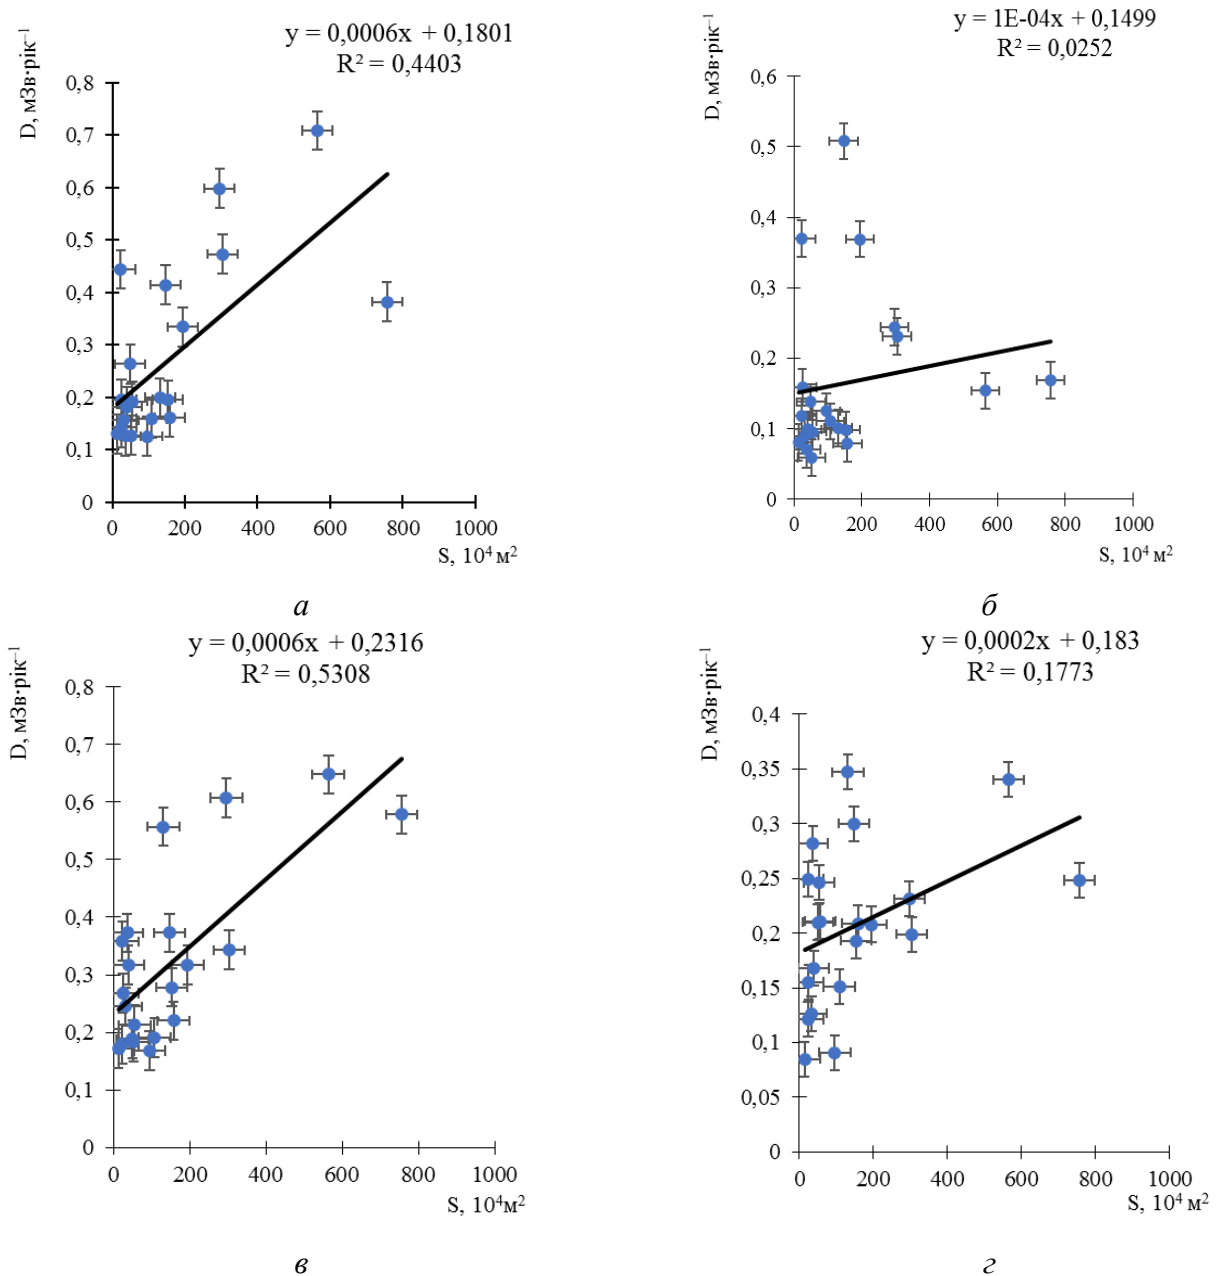 y = 0,0006x + 0,1801
R² = 0,4403
D, мЗв·рік⁻¹
0,8
0,7
0,6
0,5
0,4
0,3
0,2
0,1
0
0 200 400 600 800 1000
S, 10⁴ м²
а
y = 1E-04x + 0,1499
R² = 0,0252
D, мЗв·рік⁻¹
0,6
0,5
0,4
0,3
0,2
0,1
0
0 200 400 600 800 1000
S, 10⁴ м²
б
y = 0,0006x + 0,2316
R² = 0,5308
D, мЗв·рік⁻¹
0,8
0,7
0,6
0,5
0,4
0,3
0,2
0,1
0
0 200 400 600 800 1000
S, 10⁴м²
в
y = 0,0002x + 0,183
R² = 0,1773
D, мЗв·рік⁻¹
0,4
0,35
0,3
0,25
0,2
0,15
0,1
0,05
0
0 200 400 600 800 1000
S, 10⁴ м²
г